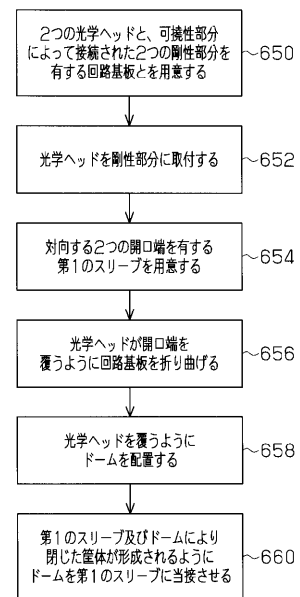 2つの光学ヘッドと、可撓性部分
によって接続された2つの剛性部分を
有する回路基板とを用意する
650
光学ヘッドを剛性部分に取付する
652
対向する2つの開口端を有する
第1のスリーブを用意する
654
光学ヘッドが開口端を
覆うように回路基板を折り曲げる
656
光学ヘッドを覆うように
ドームを配置する
658
第1のスリーブ及びドームにより
閉じた筐体が形成されるように
ドームを第1のスリーブに当接させる
660